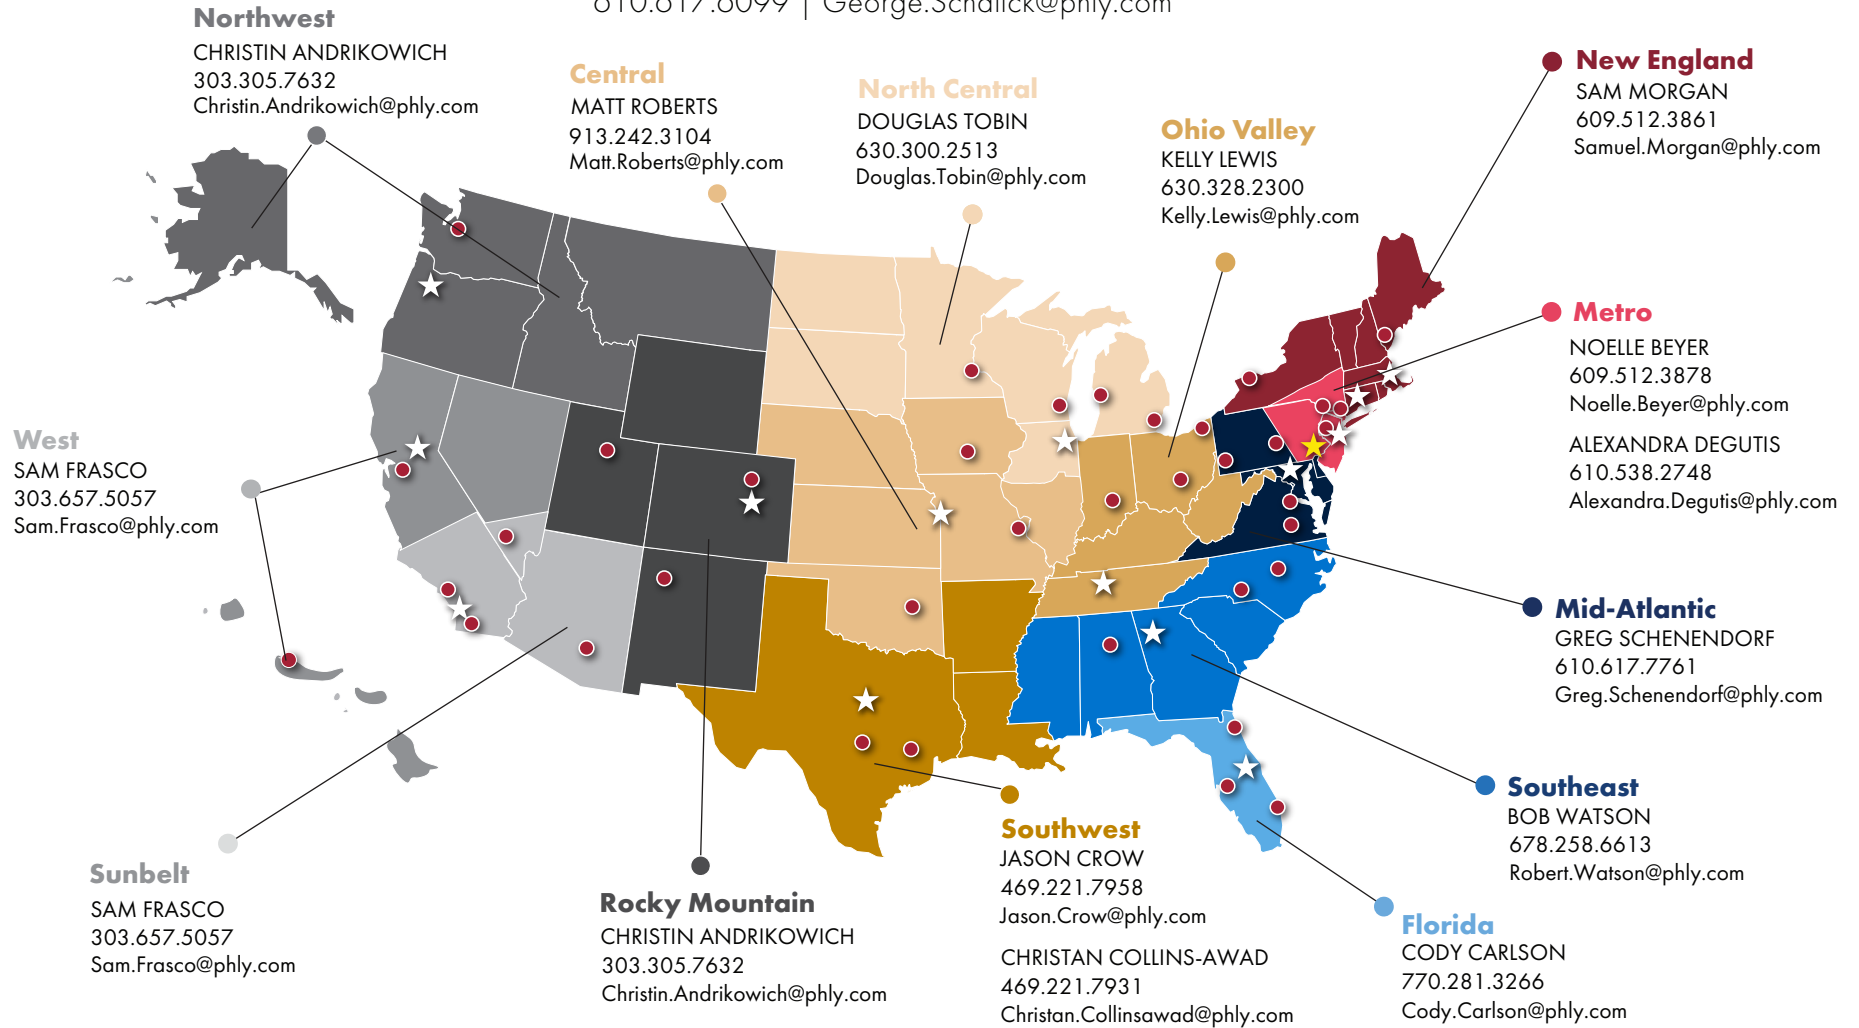 610.617.6099 | George.Schalick@phly.com
Northwest
CHRISTIN ANDRIKOWICH
303.305.7632
Christin.Andrikowich@phly.com
Central
MATT ROBERTS
913.242.3104
Matt.Roberts@phly.com
North Central
DOUGLAS TOBIN
630.300.2513
Douglas.Tobin@phly.com
Ohio Valley
KELLY LEWIS
630.328.2300
Kelly.Lewis@phly.com
New England
SAM MORGAN
609.512.3861
Samuel.Morgan@phly.com
Metro
NOELLE BEYER
609.512.3878
Noelle.Beyer@phly.com
ALEXANDRA DEGUTIS
610.538.2748
Alexandra.Degutis@phly.com
West
SAM FRASCO
303.657.5057
Sam.Frasco@phly.com
Mid-Atlantic
GREG SCHENENDORF
610.617.7761
Greg.Schenendorf@phly.com
Southeast
BOB WATSON
678.258.6613
Robert.Watson@phly.com
Sunbelt
SAM FRASCO
303.657.5057
Sam.Frasco@phly.com
Rocky Mountain
CHRISTIN ANDRIKOWICH
303.305.7632
Christin.Andrikowich@phly.com
Southwest
JASON CROW
469.221.7958
Jason.Crow@phly.com
CHRISTAN COLLINS-AWAD
469.221.7931
Christan.Collinsawad@phly.com
Florida
CODY CARLSON
770.281.3266
Cody.Carlson@phly.com